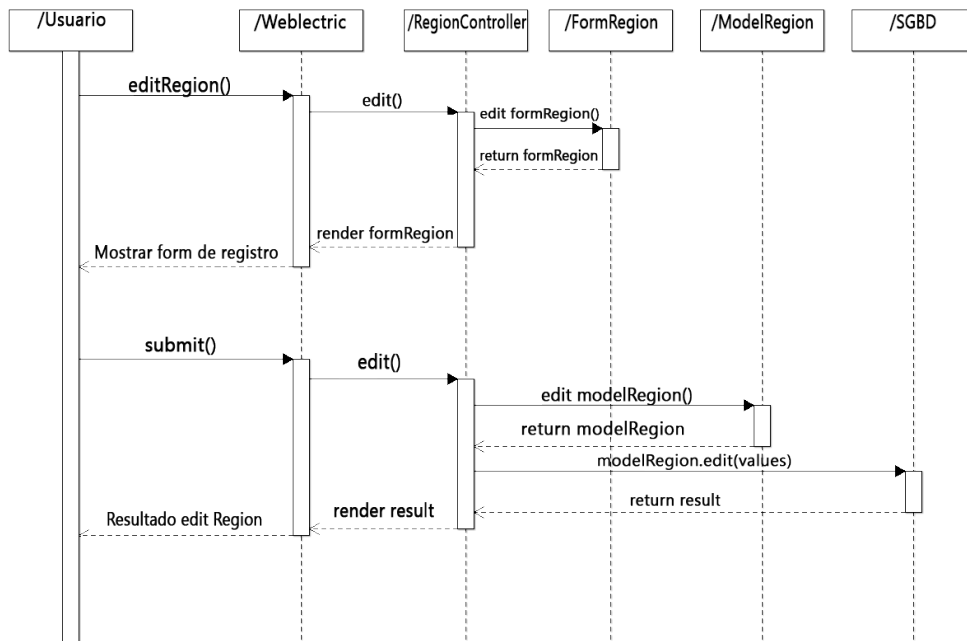 /Usuario
/Weblectric
/RegionController
/FormRegion
/ModelRegion
/SGBD
editRegion()
edit()
edit formRegion()
return formRegion
render formRegion
Mostrar form de registro
submit()
edit()
edit modelRegion()
return modelRegion
modelRegion.edit(values)
return result
render result
Resultado edit Region